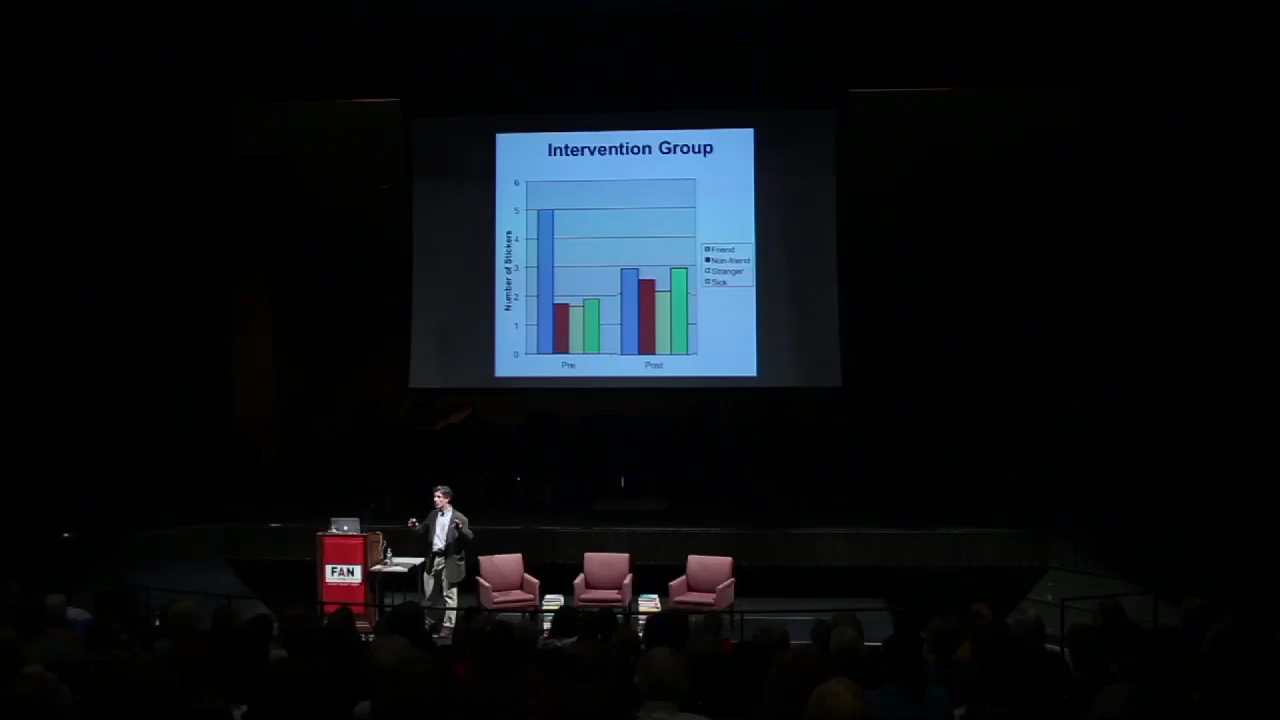 Intervention Group
6
5
4
3
2
1
0
Number of Stickers
Pre
Post
Friend
Non-friend
Stranger
Sick
FAN